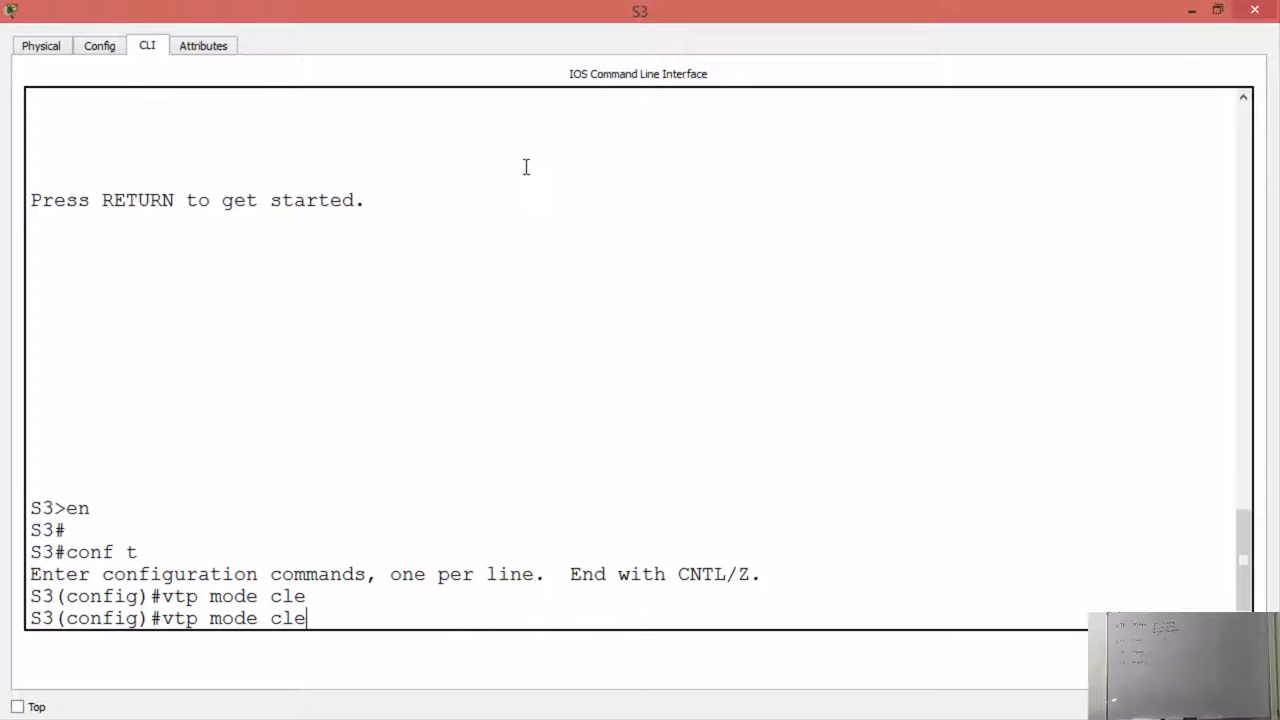 S3
Physical Config CLI Attributes
IOS Command Line Interface
Press RETURN to get started.
S3>en
S3#
S3#conf t
Enter configuration commands, one per line.  End with CNTL/Z.
S3(config)#vtp mode cle
S3(config)#vtp mode cle
Top